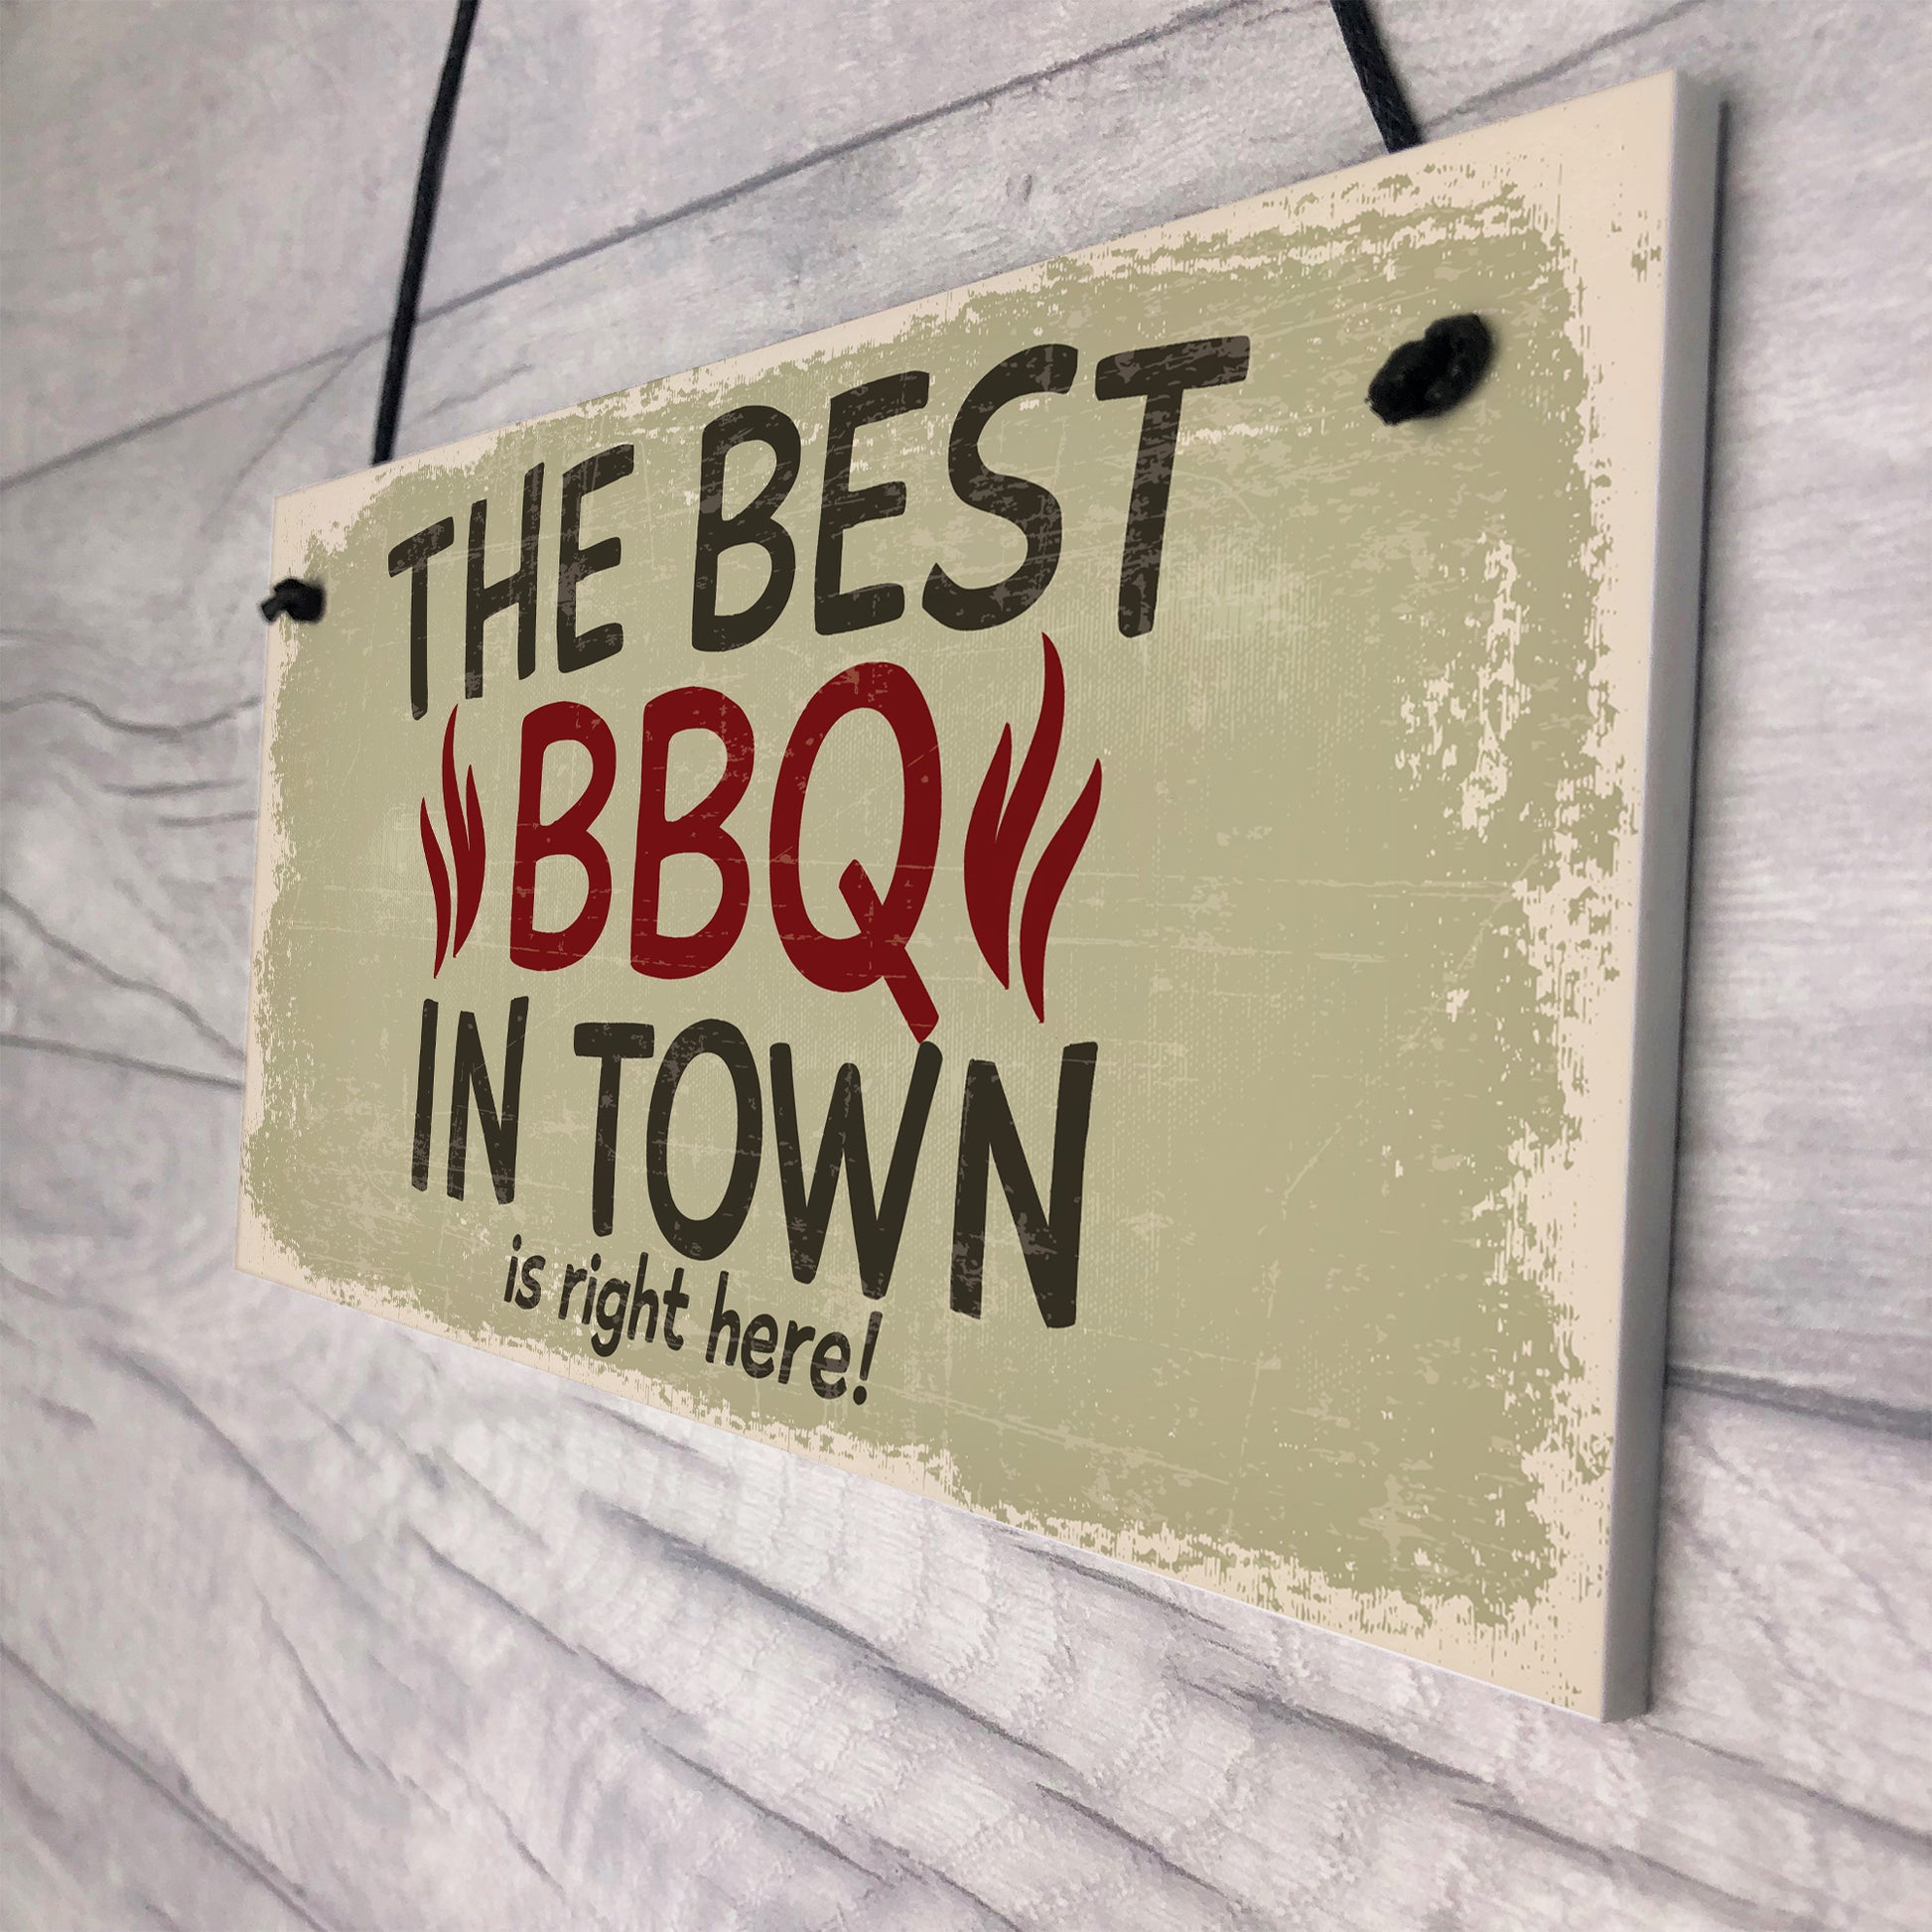 THE BEST
BBQ
IN TOWN
is right here!